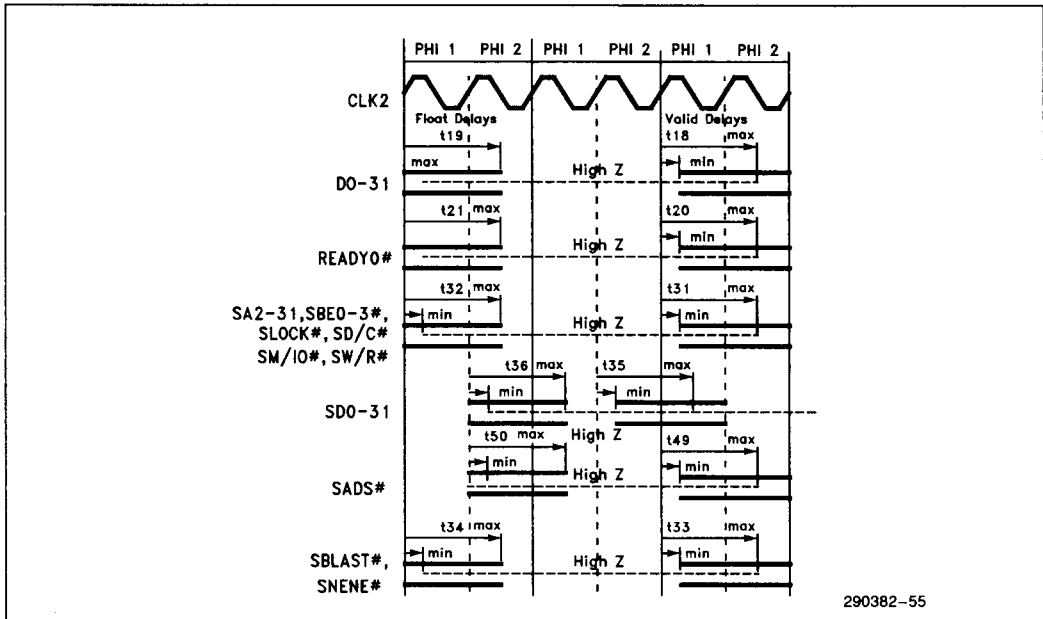 PHI 1 PHI 2 PHI 1 PHI 2 PHI 1 PHI 2
CLK2
Float Delays Valid Delays
t19 t18 max
max min
High Z
D0-31
t21 max t20 max
min
High Z
READYO#
t32 max t31 max
SA2-31,SBE0-3#, min High Z min
SLOCK#, SD/C#
SM/IO#, SW/R#
t36 max t35 max
min min
SD0-31
High Z
t50 max t49 max
min High Z min
SADS#
t34 max t33 max
SBLAST#, min High Z min
SNENE#
290382-55